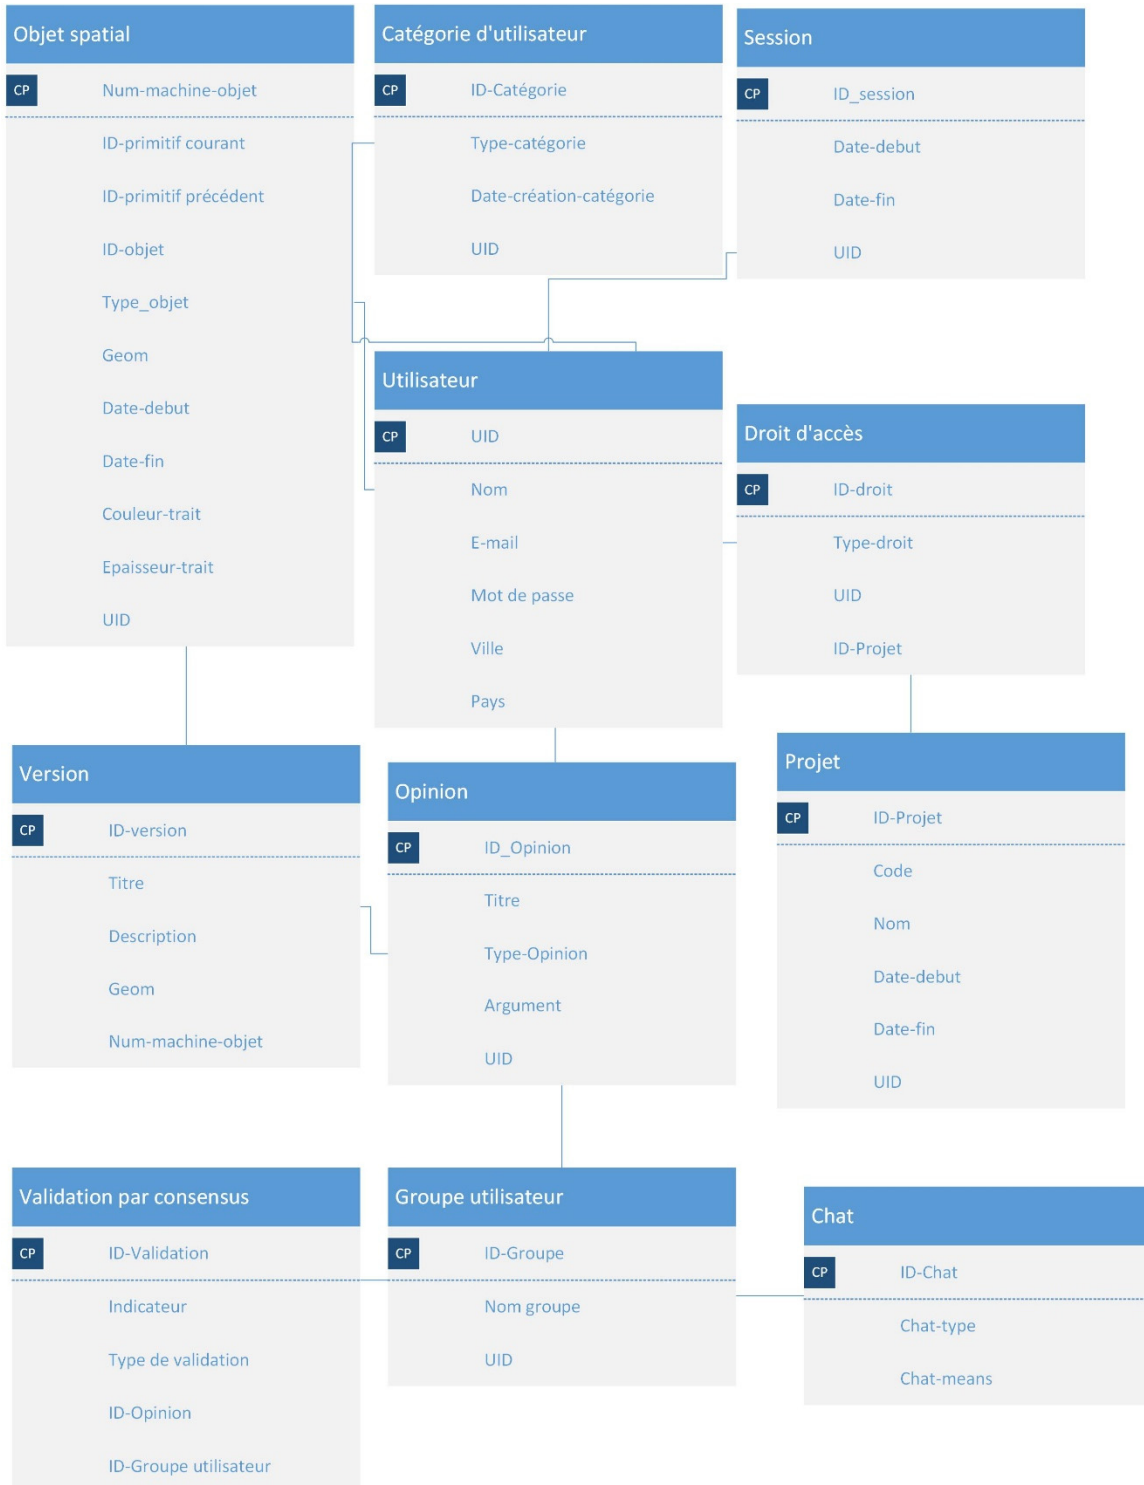 Objet spatial
CP Num-machine-objet
ID-primitif courant
ID-primitif précédent
ID-objet
Type_objet
Geom
Date-debut
Date-fin
Couleur-trait
Epaisseur-trait
UID
Catégorie d'utilisateur
CP ID-Catégorie
Type-catégorie
Date-création-catégorie
UID
Session
CP ID_session
Date-debut
Date-fin
UID
Utilisateur
CP UID
Nom
E-mail
Mot de passe
Ville
Pays
Droit d'accès
CP ID-droit
Type-droit
UID
ID-Projet
Version
CP ID-version
Titre
Description
Geom
Num-machine-objet
Opinion
CP ID_Opinion
Titre
Type-Opinion
Argument
UID
Projet
CP ID-Projet
Code
Nom
Date-debut
Date-fin
UID
Validation par consensus
CP ID-Validation
Indicateur
Type de validation
ID-Opinion
ID-Groupe utilisateur
Groupe utilisateur
CP ID-Groupe
Nom groupe
UID
Chat
CP ID-Chat
Chat-type
Chat-means